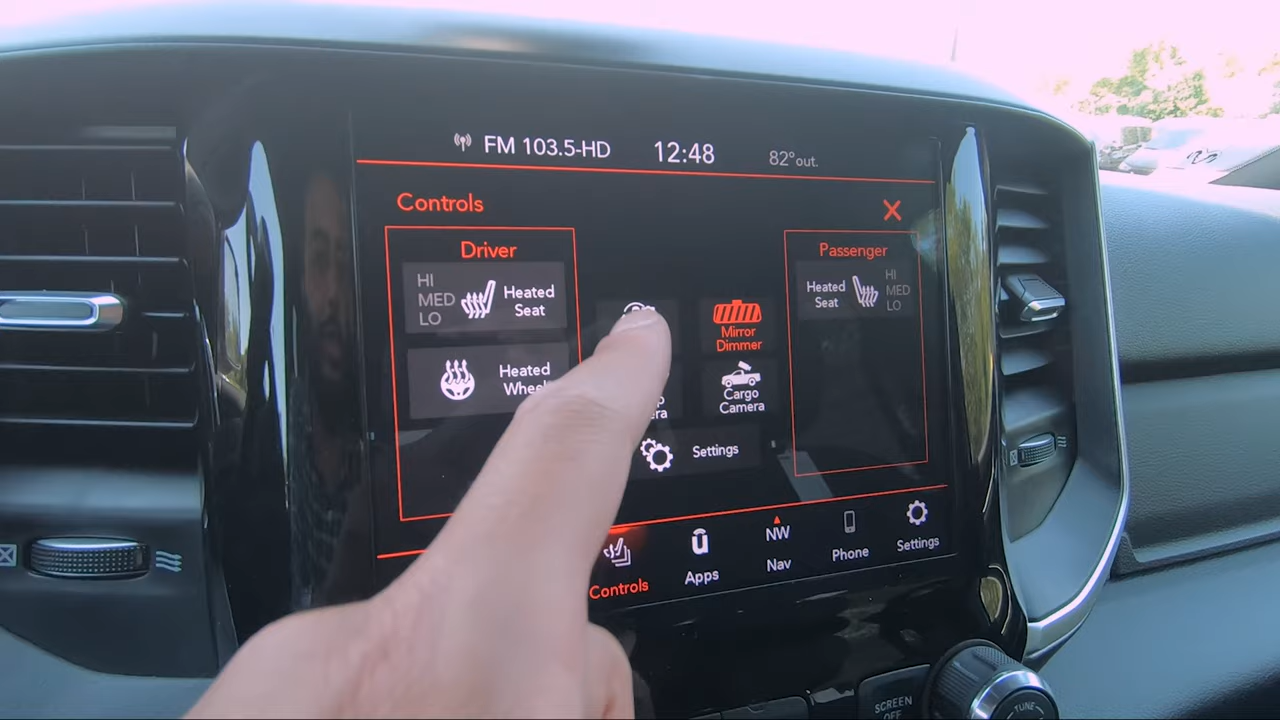 FM 103.5-HD
12:48
82°out.
Controls
Driver
HI
MED
LO
Heated
Seat
Heated
Mirror
Dimmer
Cargo
Camera
Settings
Passenger
Heated
Seat
HI
MED
LO
Controls
Apps
NW
Nav
Phone
Settings
SCREEN
OFF
TUNE